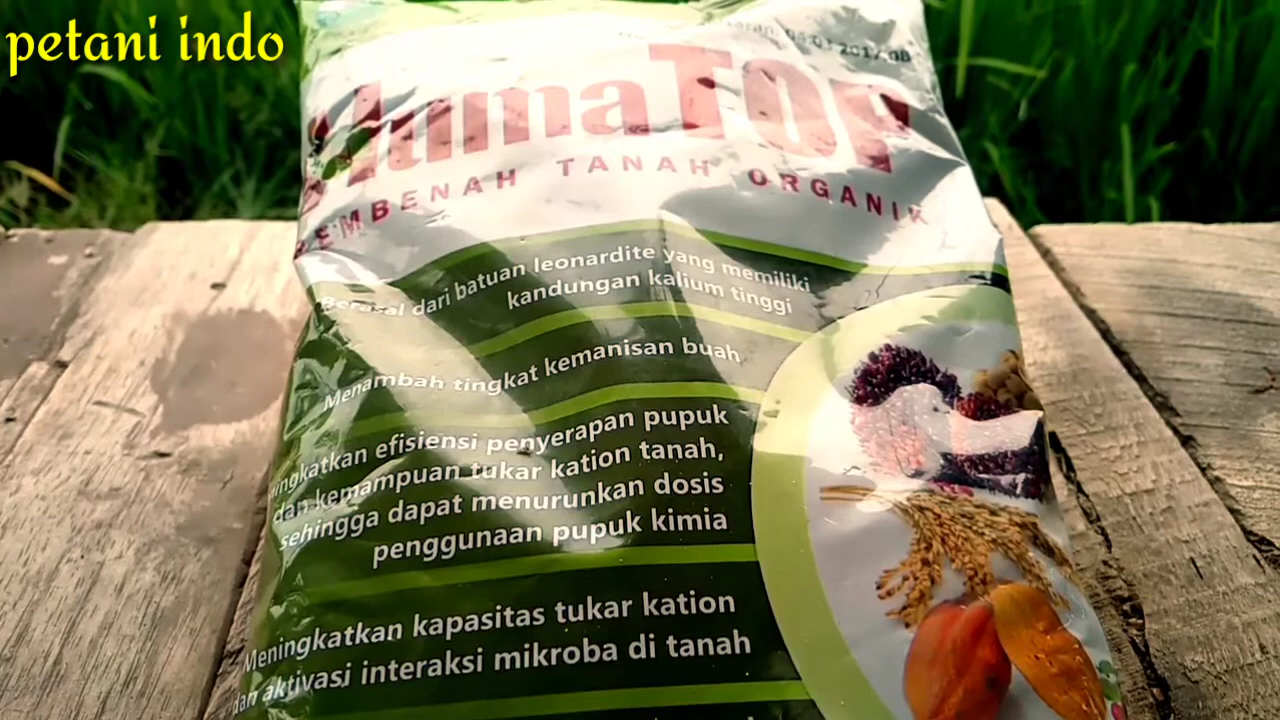 petani indo
HumaTOP
PEMBENAH TANAH ORGANIK
Berasal dari batuan leonardite yang memiliki
kandungan kalium tinggi
Menambah tingkat kemanisan buah
ingkatkan efisiensi penyerapan pupuk
dan kemampuan tukar kation tanah,
sehingga dapat menurunkan dosis
penggunaan pupuk kimia
Meningkatkan kapasitas tukar kation
dan aktivasi interaksi mikroba di tanah